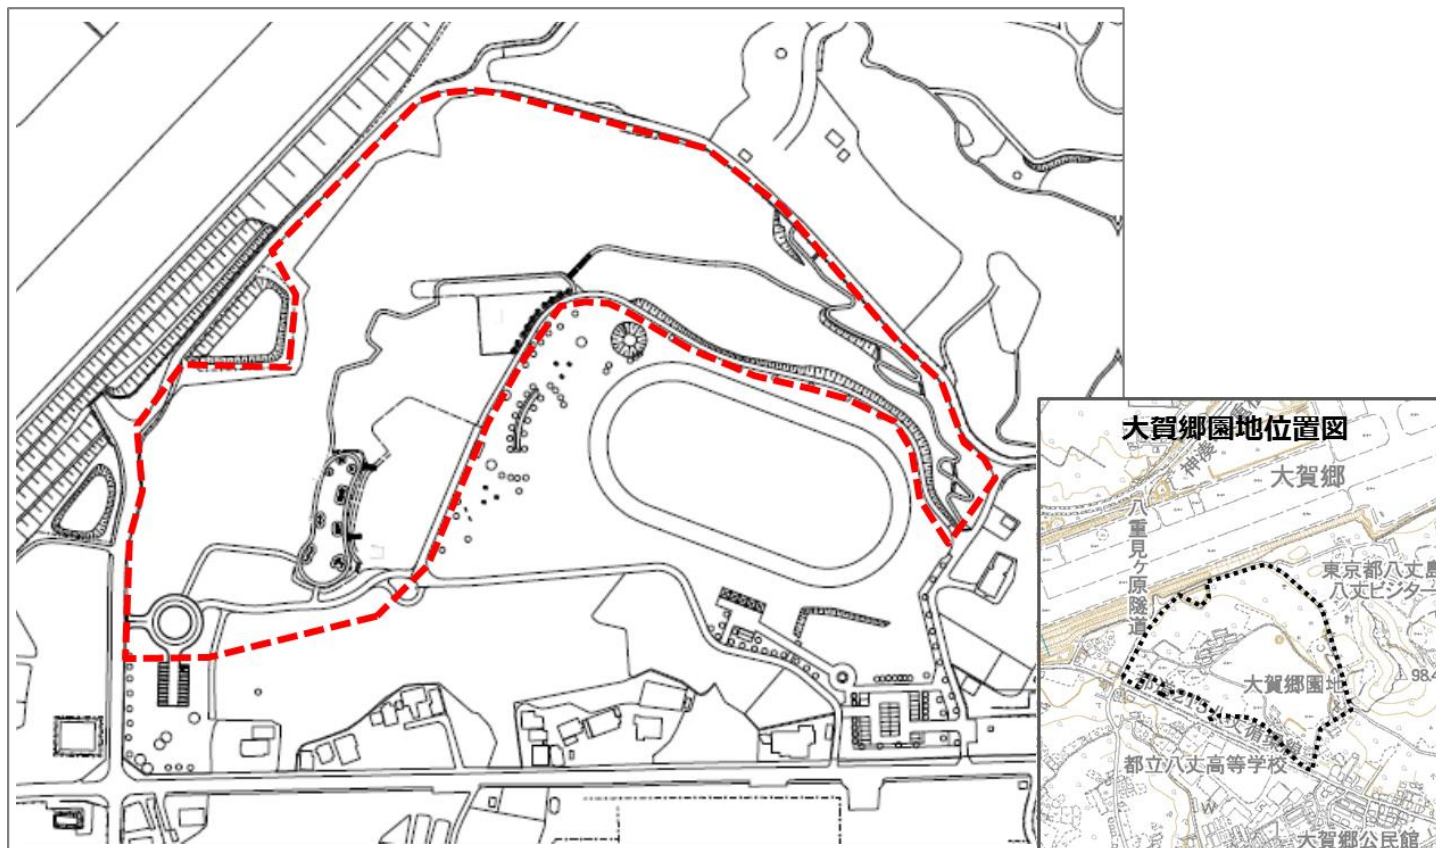 大賀郷園地位置図
神湊
大賀郷
八重見ヶ原隧道
東京都八丈島
八丈ビジター
大賀郷園地
98.4
都立八丈高等学校
W
大賀郷公民館